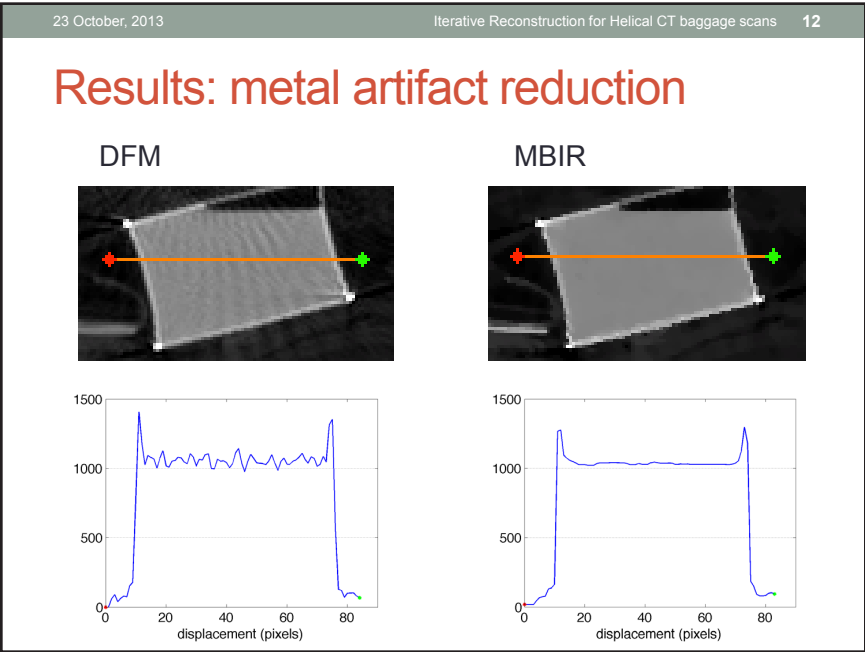 23 October, 2013 Iterative Reconstruction for Helical CT baggage scans 12
Results: metal artifact reduction
DFM MBIR
1500
1000
500
0
0 20 40 60 80
displacement (pixels)
1500
1000
500
0
0 20 40 60 80
displacement (pixels)